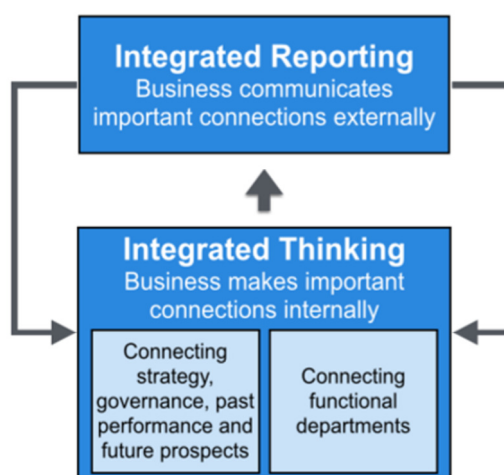 Integrated Reporting
Business communicates
important connections externally
Integrated Thinking
Business makes important
connections internally
Connecting
strategy,
governance, past
performance and
future prospects
Connecting
functional
departments